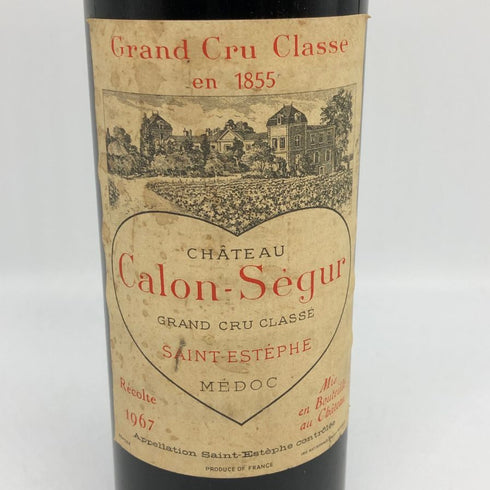 Grand Cru Classe
en 1855
CHÂTEAU
Calon-Ségur
GRAND CRU CLASSÉ
SAINT-ESTÈPHE
MÉDOC
Récolte
1967
Mis
en Bouteille
au Château
Appellation Saint-Estèphe contrôlée
PRODUCE OF FRANCE